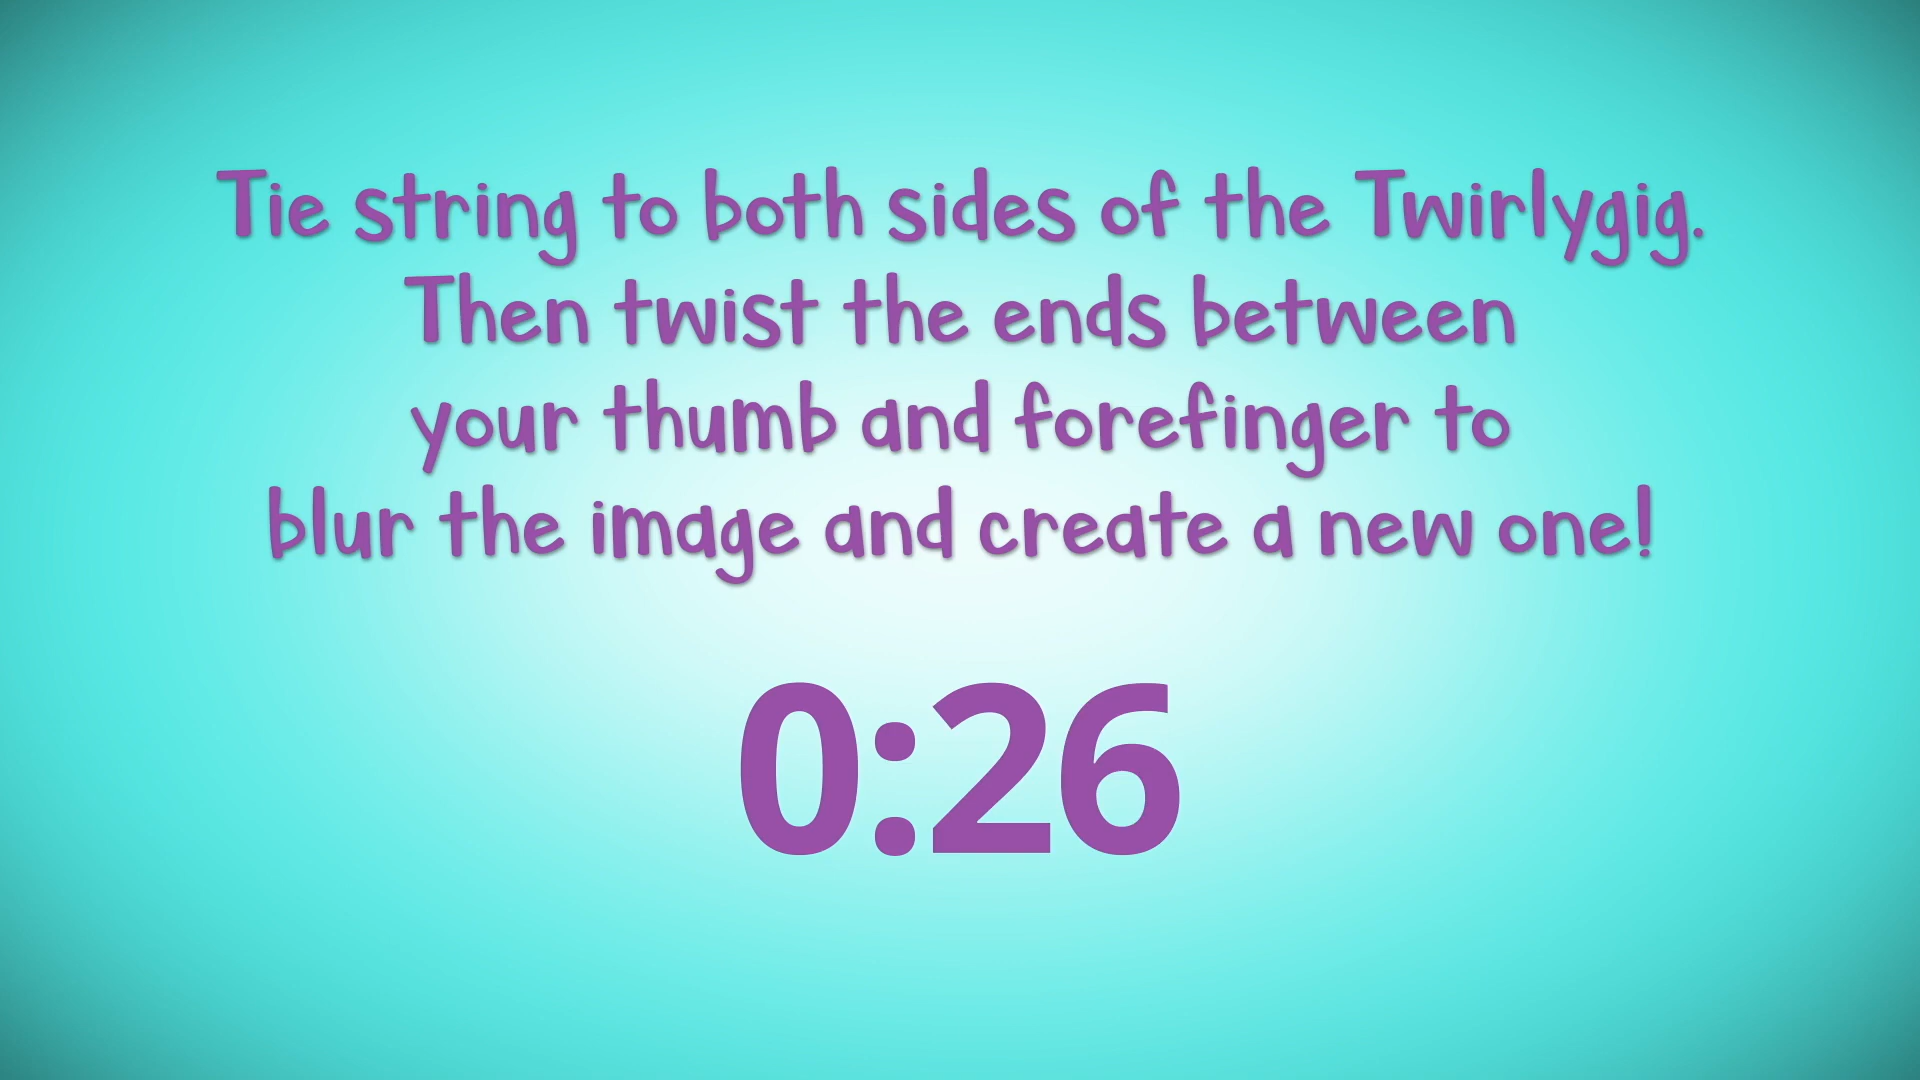 Tie string to both sides of the Twirlygig.
Then twist the ends between
your thumb and forefinger to
blur the image and create a new one!
0:26